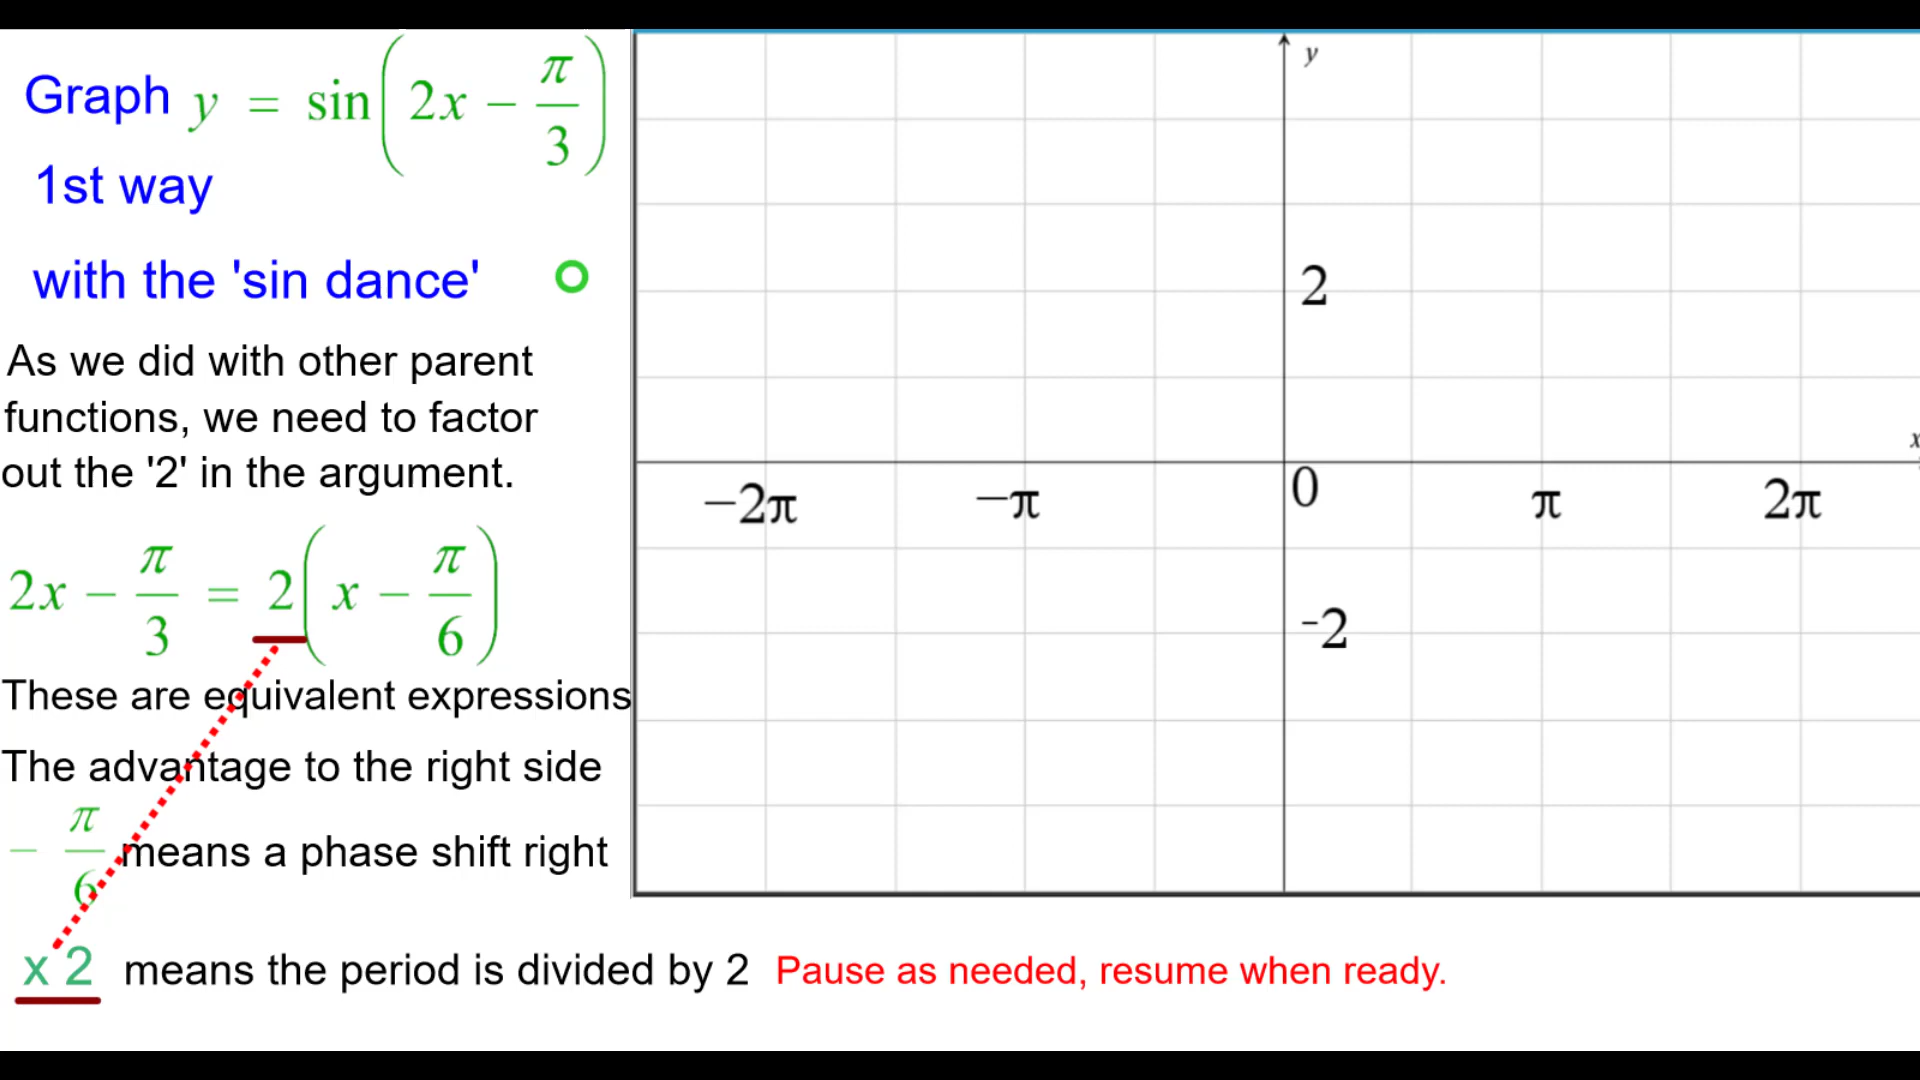 Graph y = sin(2x − π/3)
1st way
with the 'sin dance'
As we did with other parent
functions, we need to factor
out the '2' in the argument.
2x − π/3 = 2(x − π/6)
These are equivalent expressions
The advantage to the right side
− π/6 means a phase shift right
x 2 means the period is divided by 2 Pause as needed, resume when ready.
y
2
x
−2π −π 0 π 2π
-2